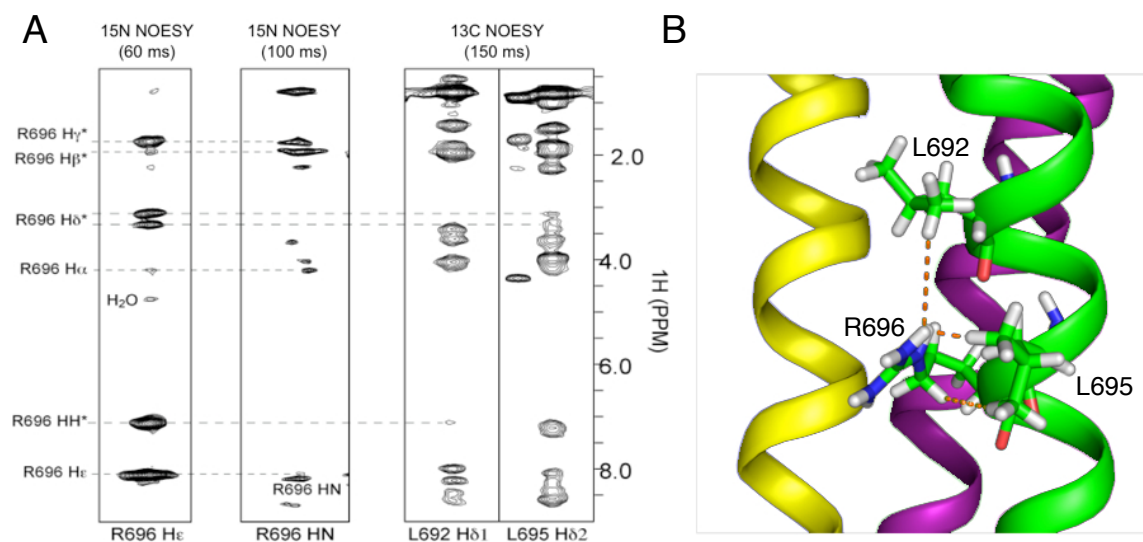 A
B
15N NOESY
(60 ms)
15N NOESY
(100 ms)
13C NOESY
(150 ms)
R696 Hγ*
R696 Hβ*
R696 Hδ*
R696 Hα
H₂O
R696 HH*
R696 Hε
R696 HN
2.0
4.0
6.0
8.0
1H (PPM)
R696 Hε
R696 HN
L692 Hδ1
L695 Hδ2
L692
R696
L695